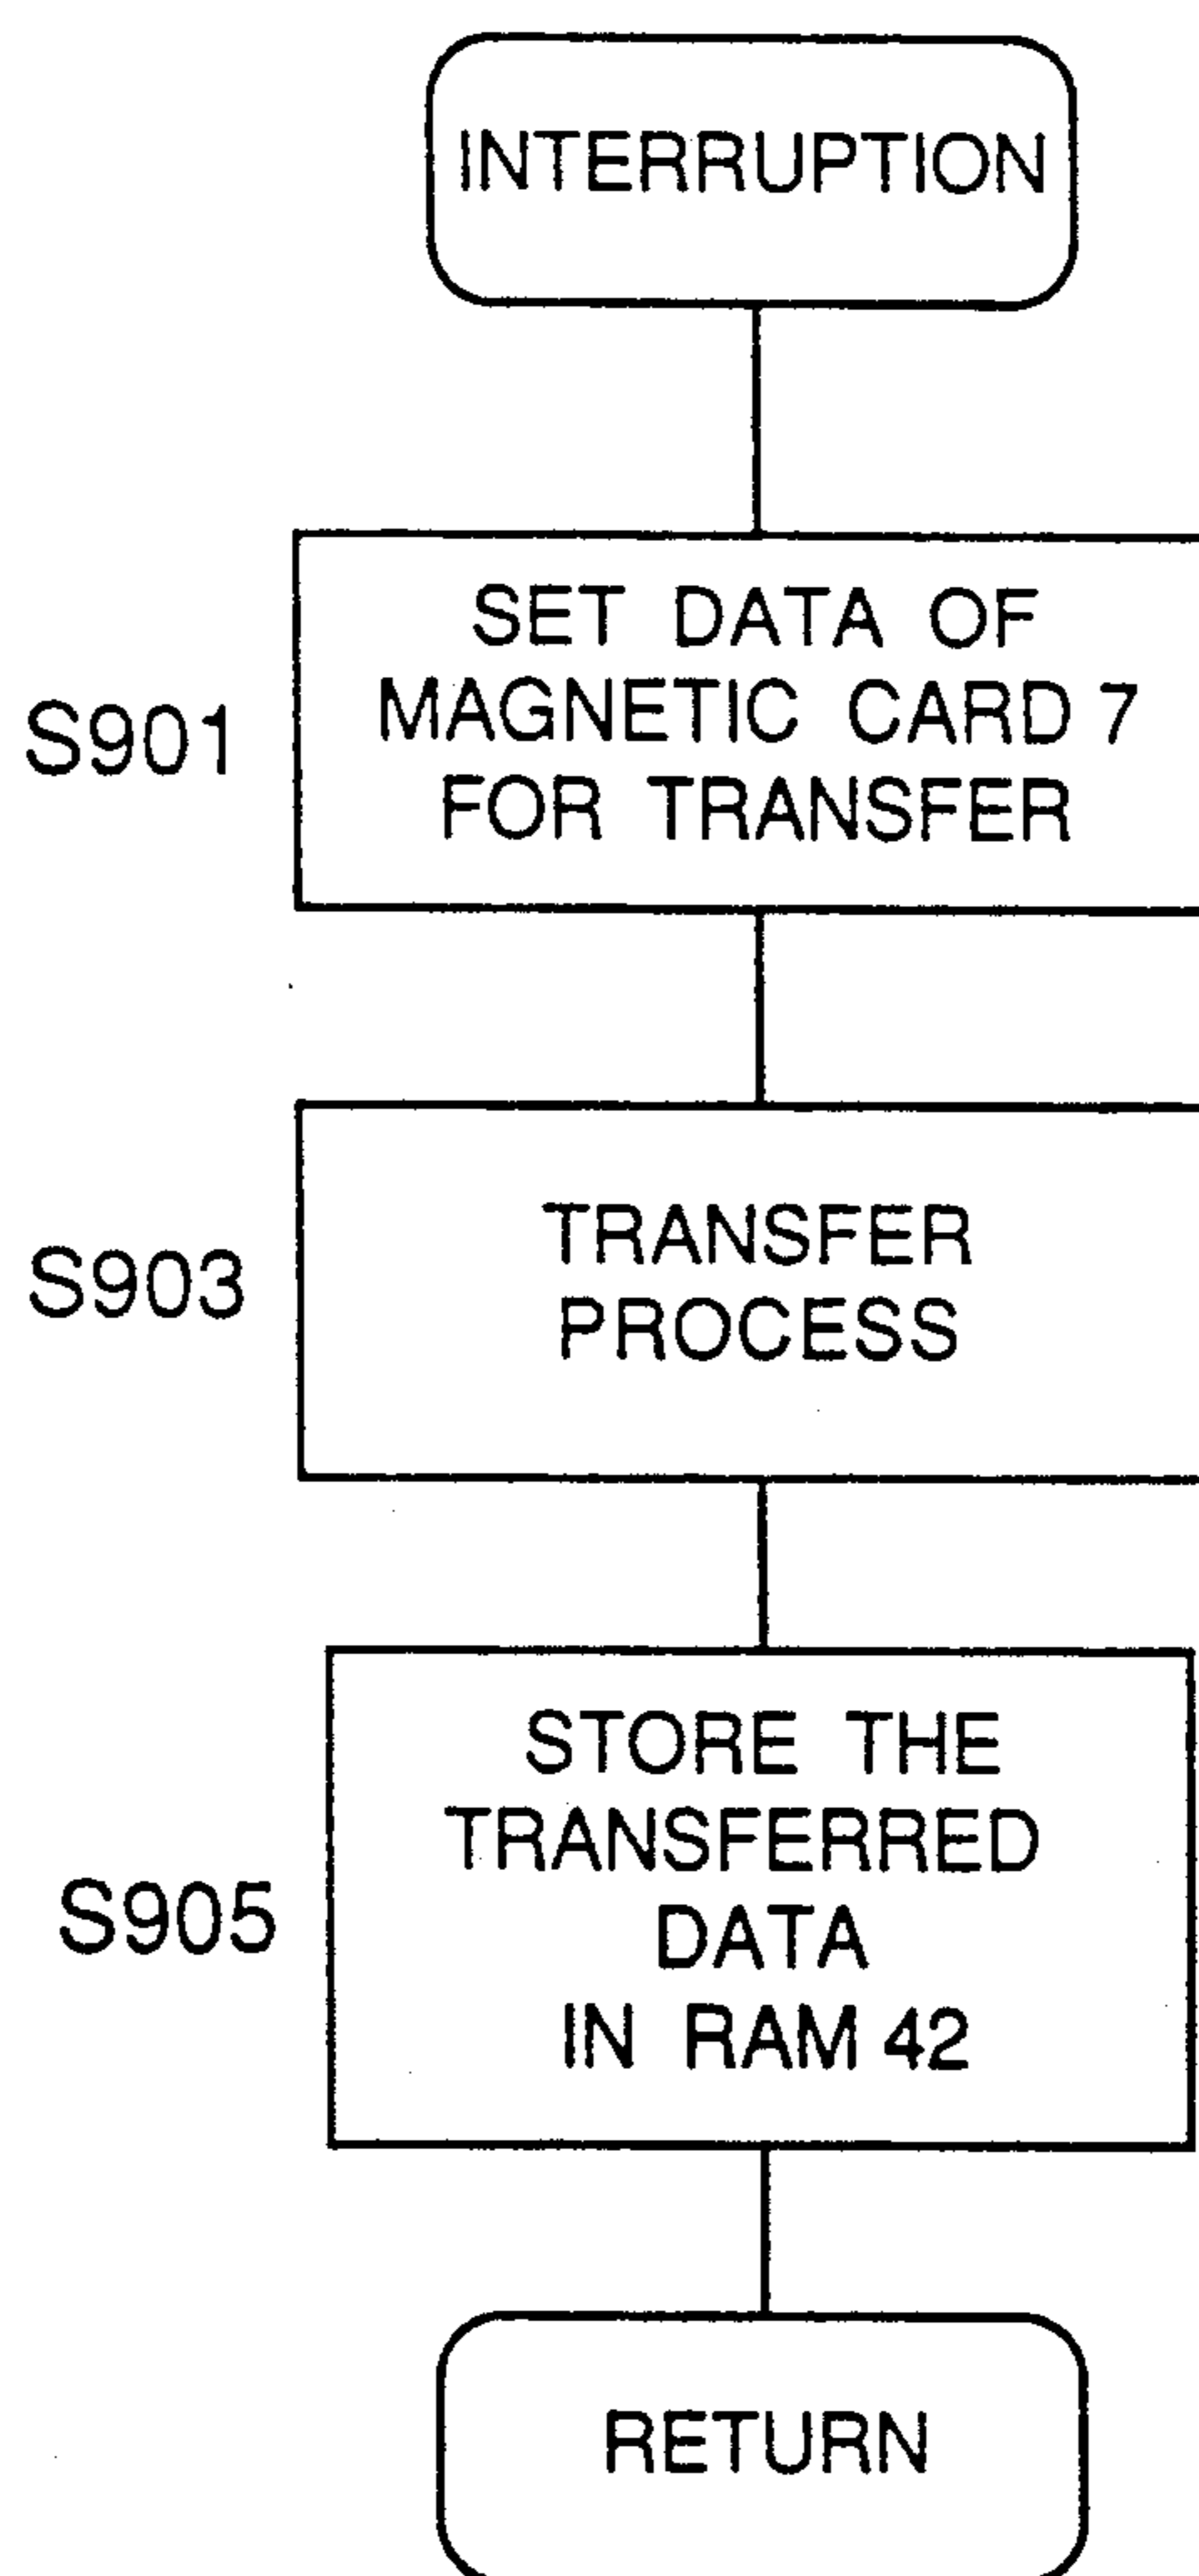 INTERRUPTION
SET DATA OF
MAGNETIC CARD 7
FOR TRANSFER
S901
TRANSFER
PROCESS
S903
STORE THE
TRANSFERRED
DATA
IN RAM 42
S905
RETURN